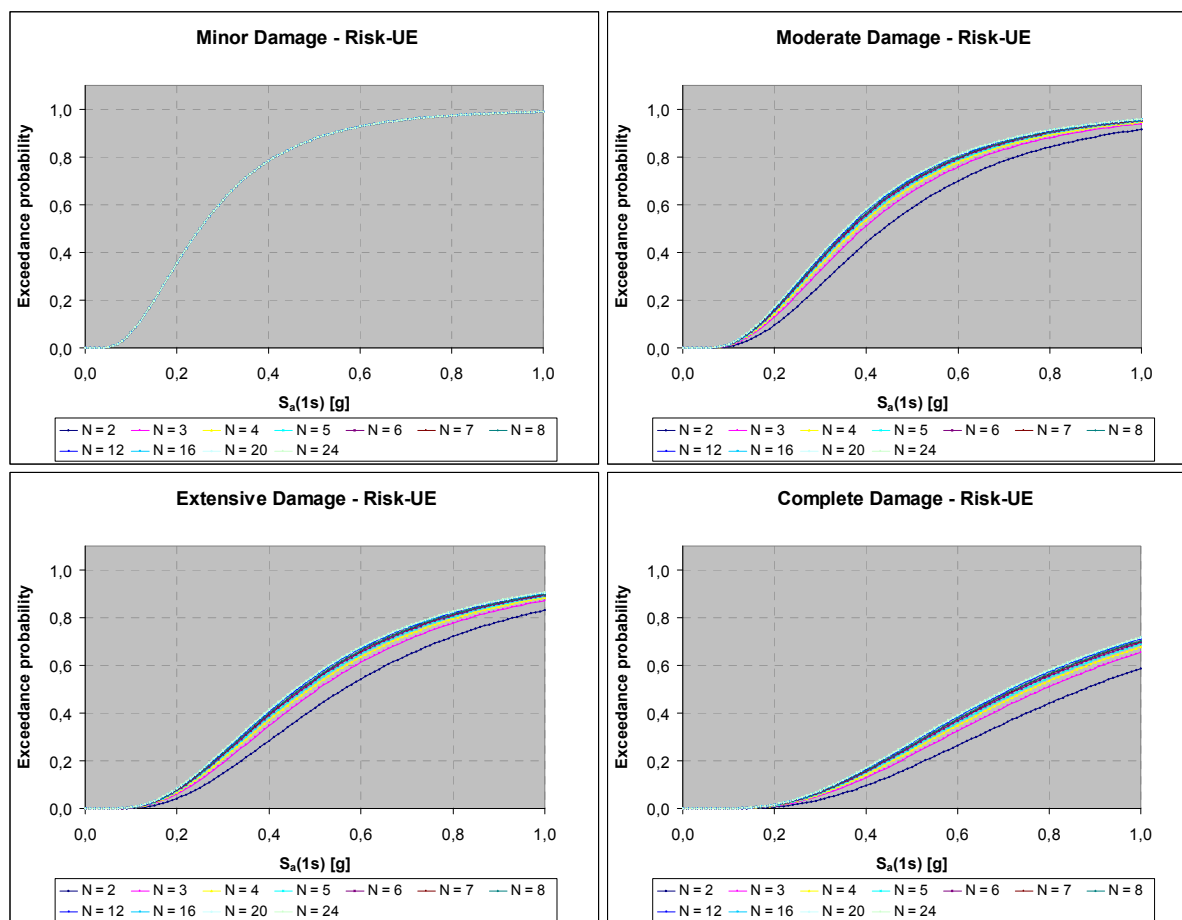 Minor Damage - Risk-UE
Exceedance probability
1,0
0,8
0,6
0,4
0,2
0,0
0,0 0,2 0,4 0,6 0,8 1,0
Sa(1s) [g]
N = 2 N = 3 N = 4 N = 5 N = 6 N = 7 N = 8
N = 12 N = 16 N = 20 N = 24
Moderate Damage - Risk-UE
Exceedance probability
1,0
0,8
0,6
0,4
0,2
0,0
0,0 0,2 0,4 0,6 0,8 1,0
Sa(1s) [g]
N = 2 N = 3 N = 4 N = 5 N = 6 N = 7 N = 8
N = 12 N = 16 N = 20 N = 24
Extensive Damage - Risk-UE
Exceedance probability
1,0
0,8
0,6
0,4
0,2
0,0
0,0 0,2 0,4 0,6 0,8 1,0
Sa(1s) [g]
N = 2 N = 3 N = 4 N = 5 N = 6 N = 7 N = 8
N = 12 N = 16 N = 20 N = 24
Complete Damage - Risk-UE
Exceedance probability
1,0
0,8
0,6
0,4
0,2
0,0
0,0 0,2 0,4 0,6 0,8 1,0
Sa(1s) [g]
N = 2 N = 3 N = 4 N = 5 N = 6 N = 7 N = 8
N = 12 N = 16 N = 20 N = 24